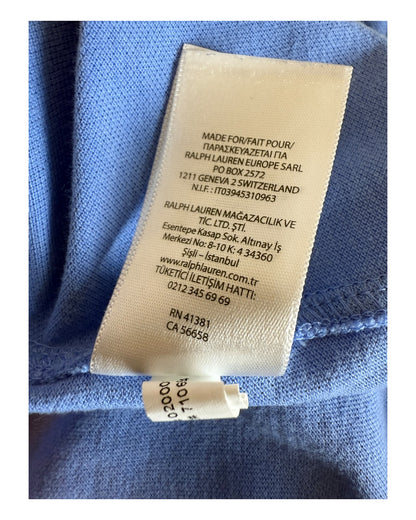 MADE FOR/FAIT POUR/
ΠΑΡΑΣΚΕΥΑΖΕΤΑΙ ΓΙΑ
RALPH LAUREN EUROPE SARL
PO BOX 2572
1211 GENEVA 2 SWITZERLAND
N.I.F.: IT03945310963
RALPH LAUREN MAĞAZACILIK VE
TİC. LTD. ŞTİ.
Esentepe Kasap Sok. Altınay İş
Merkezi No: 8-10 K: 4 34360
Şişli – İstanbul
www.ralphlauren.com.tr
TÜKETİCİ İLETİŞİM HATTI:
0212 345 69 69
RN 41381
CA 56658